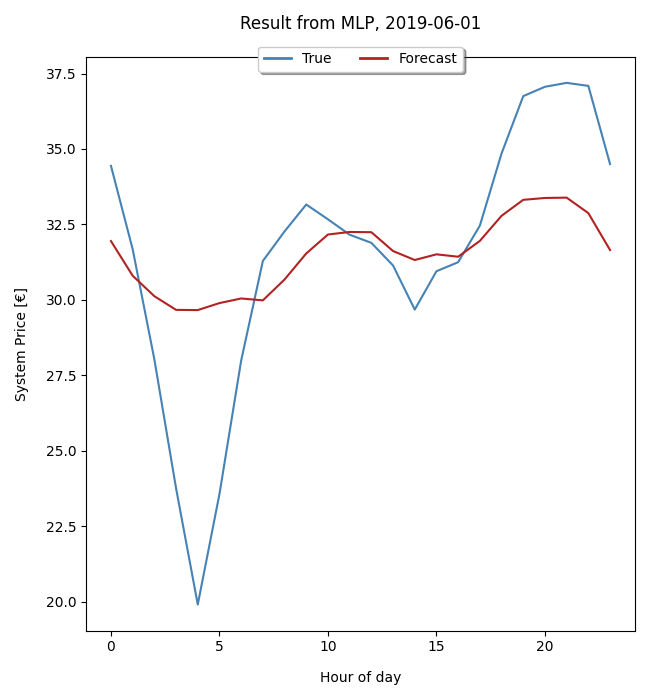 Result from MLP, 2019-06-01
True Forecast
37.5
35.0
32.5
30.0
27.5
25.0
22.5
20.0
System Price [€]
0 5 10 15 20
Hour of day